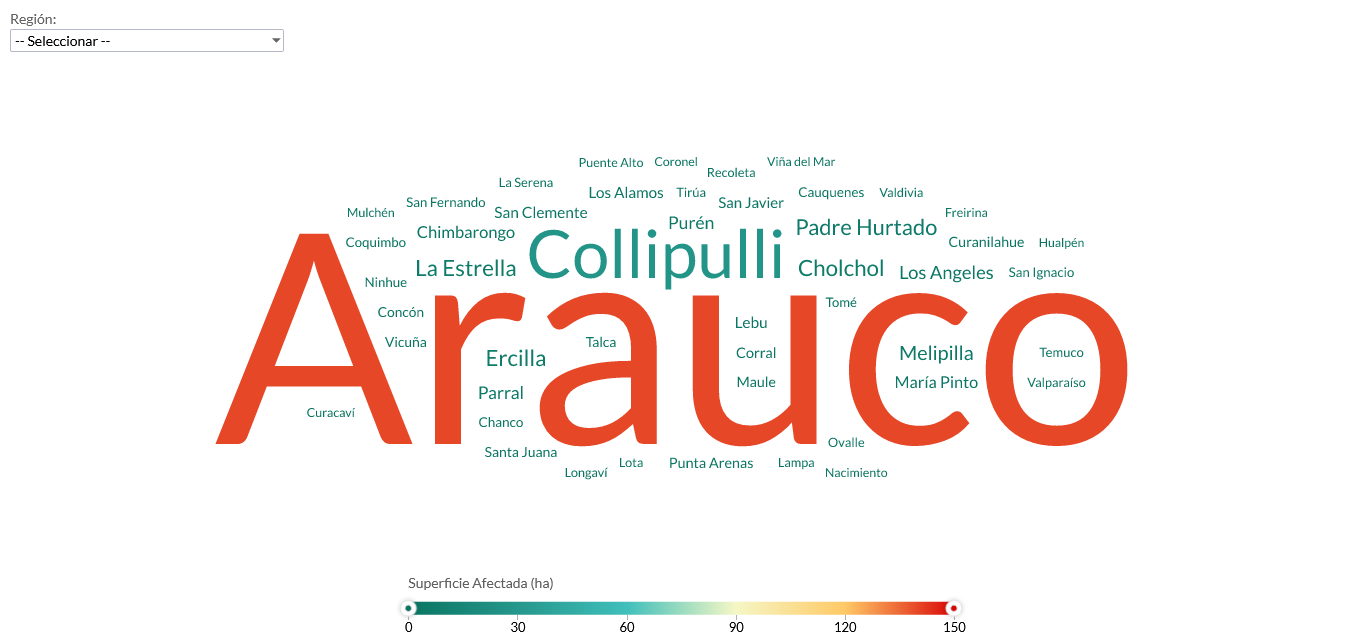 Región:
-- Seleccionar --
Puente Alto Coronel Viña del Mar
Recoleta
La Serena
Los Alamos Tirúa Cauquenes Valdivia
San Fernando San Javier
Mulchén San Clemente Freirina
Purén Padre Hurtado
Chimbarongo
Coquimbo Collipulli Curanilahue Hualpén
La Estrella Cholchol Los Angeles San Ignacio
Ninhue
Tomé
Concón Lebu
Vicuña Talca
Arauco
Ercilla Corral Melipilla Temuco
Maule María Pinto Valparaíso
Parral
Curacaví Chanco
Santa Juana Ovalle
Longaví Lota Punta Arenas Lampa Nacimiento
Superficie Afectada (ha)
0 30 60 90 120 150